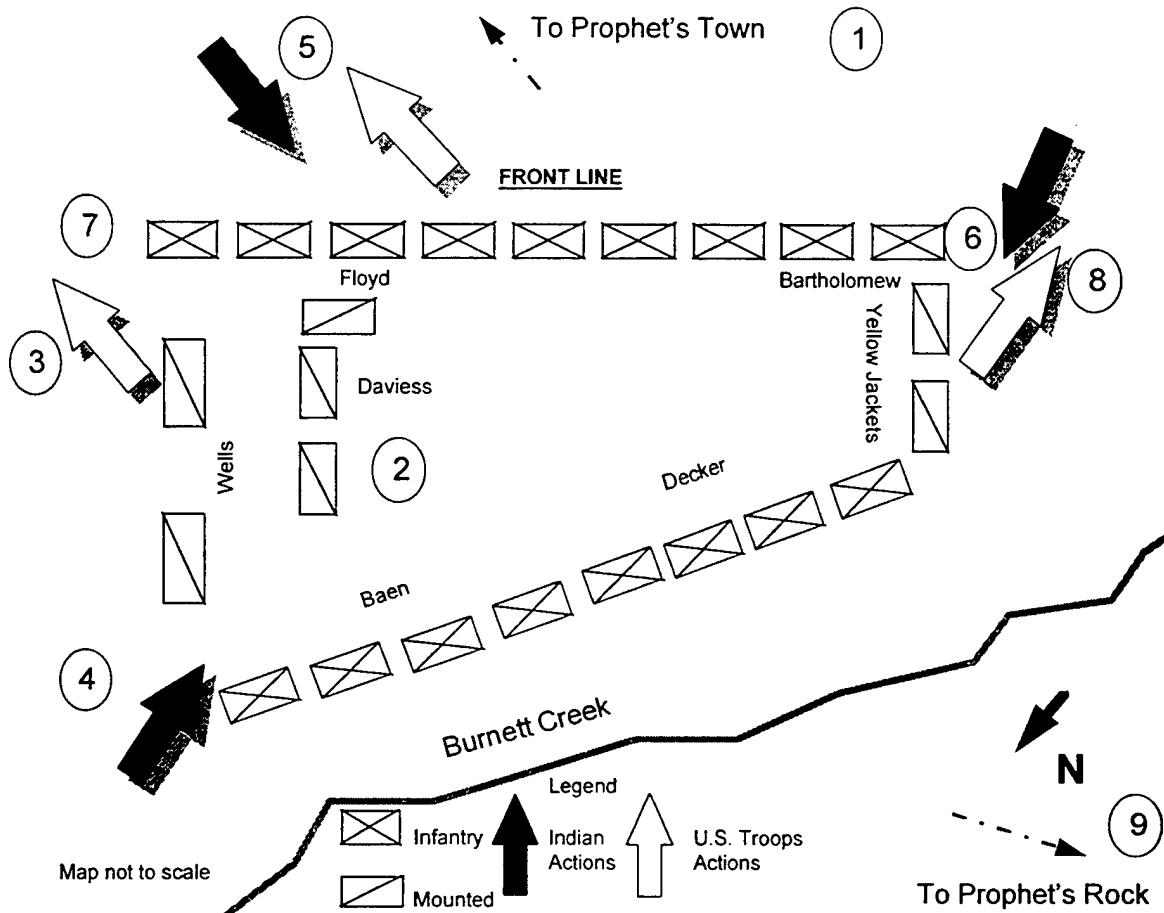 To Prophet's Town
1
5
FRONT LINE
7
6
8
Floyd
Bartholomew
Yellow Jackets
3
Daviess
Wells
2
Decker
Baen
4
Burnett Creek
N
Legend
Infantry
Indian
Actions
U.S. Troops
Actions
9
Map not to scale
Mounted
To Prophet's Rock